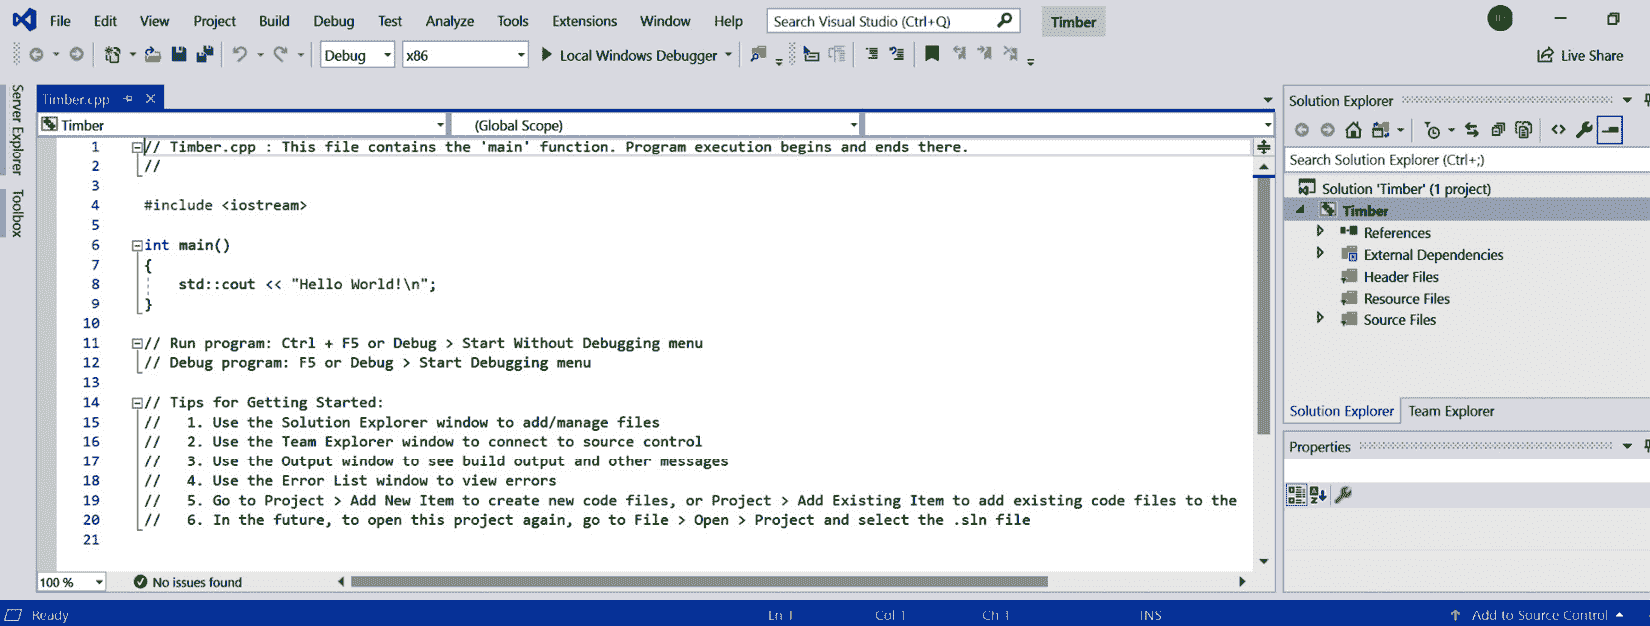 File Edit View Project Build Debug Test Analyze Tools Extensions Window Help Search Visual Studio (Ctrl+Q) Timber
Debug x86 Local Windows Debugger Live Share
Server Explorer
Toolbox
Timber.cpp
Timber (Global Scope)
1 // Timber.cpp : This file contains the 'main' function. Program execution begins and ends there.
2 //
3
4 #include <iostream>
5
6 int main()
7 {
8 std::cout << "Hello World!\n";
9 }
10
11 // Run program: Ctrl + F5 or Debug > Start Without Debugging menu
12 // Debug program: F5 or Debug > Start Debugging menu
13
14 // Tips for Getting Started:
15 // 1. Use the Solution Explorer window to add/manage files
16 // 2. Use the Team Explorer window to connect to source control
17 // 3. Use the Output window to see build output and other messages
18 // 4. Use the Error List window to view errors
19 // 5. Go to Project > Add New Item to create new code files, or Project > Add Existing Item to add existing code files to the
20 // 6. In the future, to open this project again, go to File > Open > Project and select the .sln file
21
100 % No issues found
Solution Explorer
Search Solution Explorer (Ctrl+;)
Solution 'Timber' (1 project)
Timber
References
External Dependencies
Header Files
Resource Files
Source Files
Solution Explorer Team Explorer
Properties
Ready Ln 1 Col 1 Ch 1 INS Add to Source Control